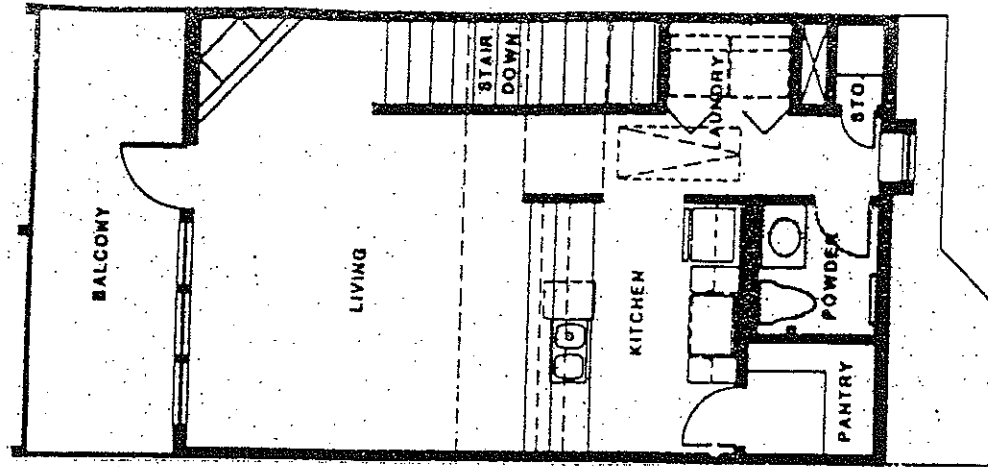 BALCONY
LIVING
STAIR
DOWN
KITCHEN
LAUNDRY
STO.
POWDER
PANTRY